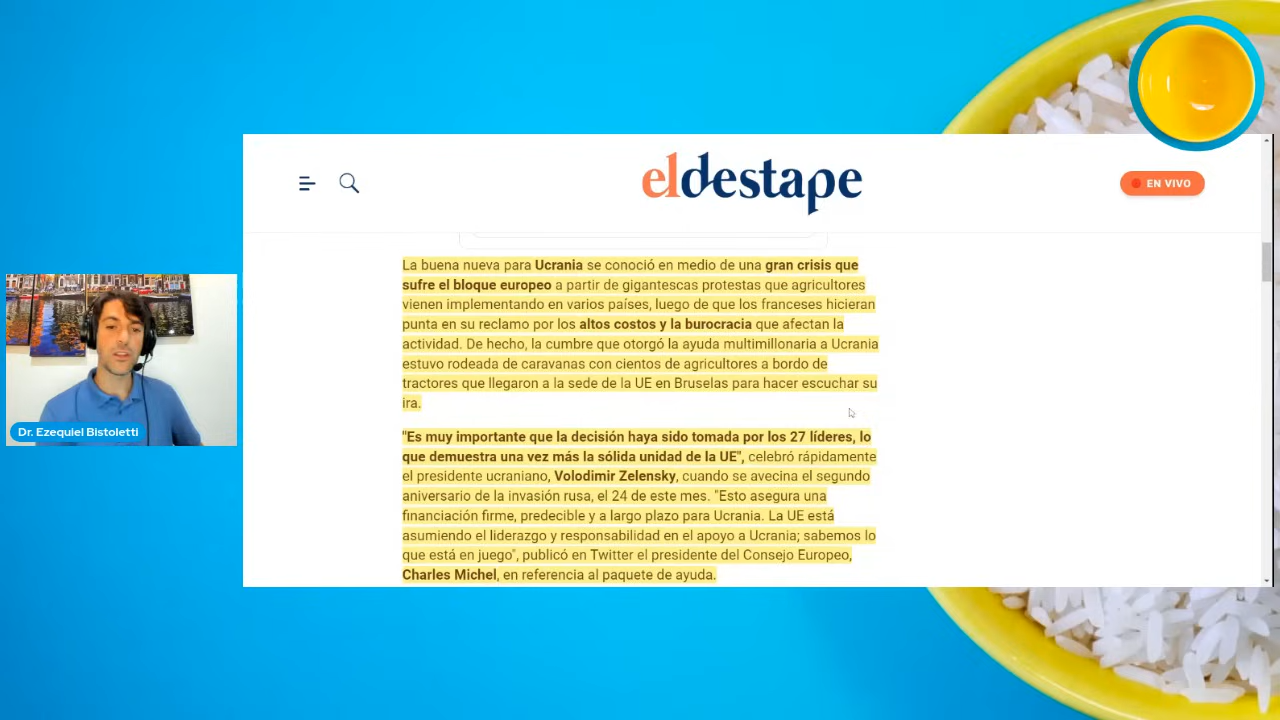 eldestape
EN VIVO
La buena nueva para Ucrania se conoció en medio de una gran crisis que
sufre el bloque europeo a partir de gigantescas protestas que agricultores
vienen implementando en varios países, luego de que los franceses hicieran
punta en su reclamo por los altos costos y la burocracia que afectan la
actividad. De hecho, la cumbre que otorgó la ayuda multimillonaria a Ucrania
estuvo rodeada de caravanas con cientos de agricultores a bordo de
tractores que llegaron a la sede de la UE en Bruselas para hacer escuchar su
ira.
"Es muy importante que la decisión haya sido tomada por los 27 líderes, lo
que demuestra una vez más la sólida unidad de la UE", celebró rápidamente
el presidente ucraniano, Volodimir Zelensky, cuando se avecina el segundo
aniversario de la invasión rusa, el 24 de este mes. "Esto asegura una
financiación firme, predecible y a largo plazo para Ucrania. La UE está
asumiendo el liderazgo y responsabilidad en el apoyo a Ucrania; sabemos lo
que está en juego", publicó en Twitter el presidente del Consejo Europeo,
Charles Michel, en referencia al paquete de ayuda.
Dr. Ezequiel Bistoletti